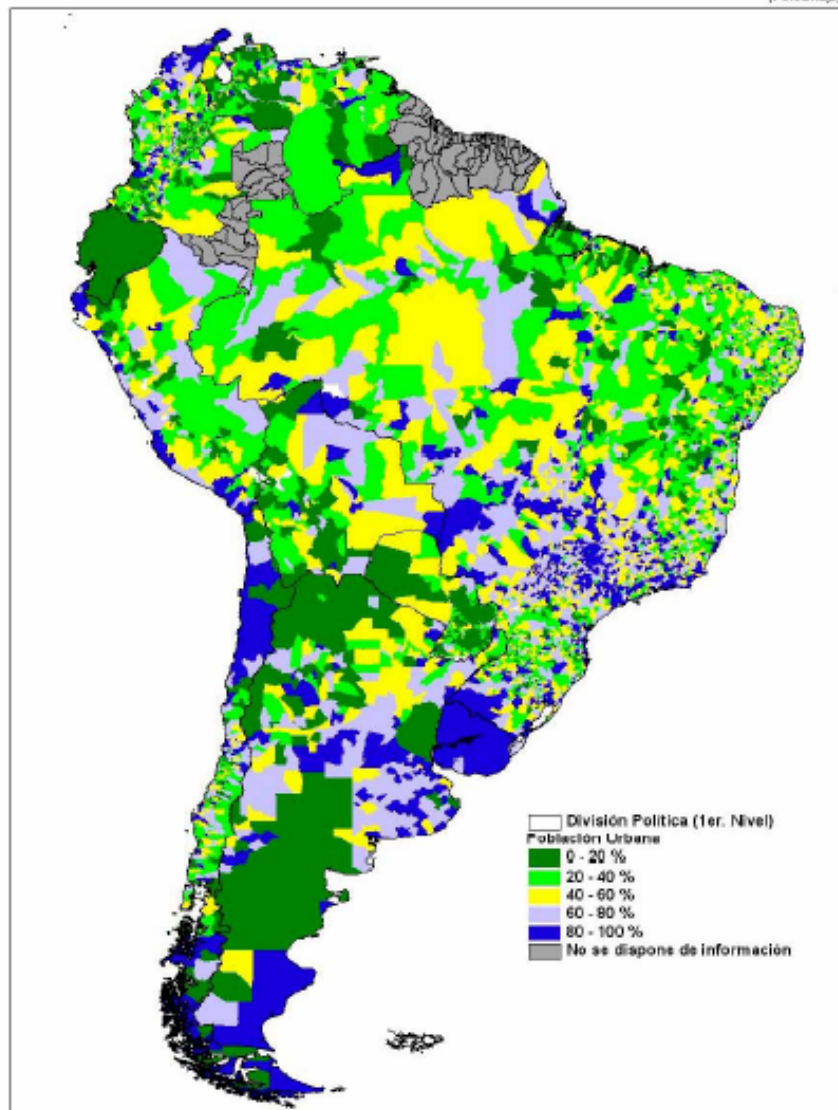 División Política (1er. Nivel)
Población Urbana
0 - 20 %
20 - 40 %
40 - 60 %
60 - 80 %
80 - 100 %
No se dispone de información